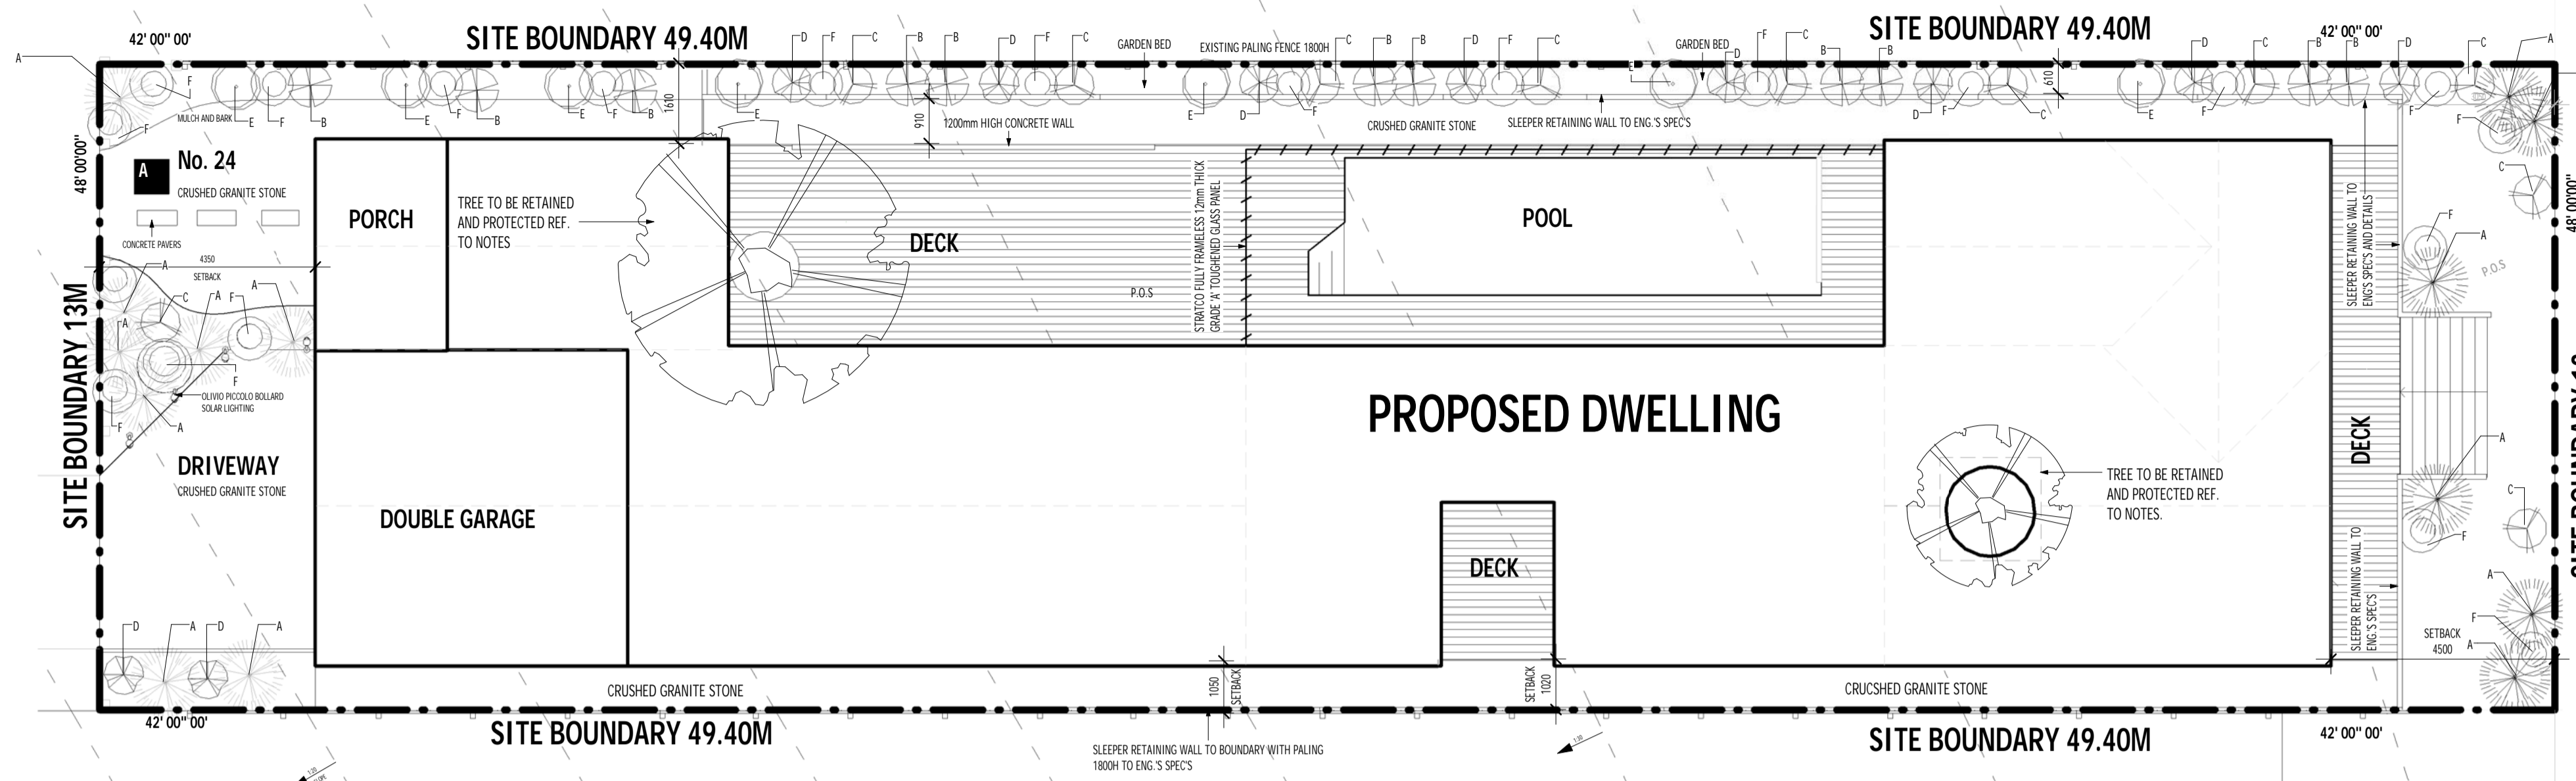 SITE BOUNDARY 49.40M
SITE BOUNDARY 49.40M
42' 00" 00'
42' 00" 00'
A
D
F
C
B
B
D
F
C
GARDEN BED
EXISTING PALING FENCE 1800H
C
B
B
D
F
C
GARDEN BED
D
F
C
B
B
D
C
B
B
D
C
A
F
E
1610
910
610
F
MULCH AND BARK
E
F
B
E
F
B
E
F
B
E
1200mm HIGH CONCRETE WALL
E
D
F
CRUSHED GRANITE STONE
SLEEPER RETAINING WALL TO ENG.'S SPEC'S
D
F
C
E
F
F
F
48' 00'00"
A
No. 24
CRUSHED GRANITE STONE
CONCRETE PAVERS
4350
SETBACK
PORCH
TREE TO BE RETAINED
AND PROTECTED REF.
TO NOTES
DECK
P.O.S
STRATCO FULLY FRAMELESS 12mm THICK
GRADE 'A' TOUGHENED GLASS PANEL
POOL
SLEEPER RETAINING WALL TO
ENG'S SPEC'S AND DETAILS
C
F
A
P.O.S
48' 00'00"
A
C
A
F
A
A
F
OLIVIO PICCOLO BOLLARD
SOLAR LIGHTING
F
A
SITE BOUNDARY 13M
DRIVEWAY
CRUSHED GRANITE STONE
DOUBLE GARAGE
PROPOSED DWELLING
DECK
TREE TO BE RETAINED
AND PROTECTED REF.
TO NOTES.
DECK
A
C
F
SLEEPER RETAINING WALL TO
ENG.'S SPEC'S
A
F
A
SETBACK
4500
D
A
D
A
CRUSHED GRANITE STONE
1050
SETBACK
SETBACK
1020
CRUCSHED GRANITE STONE
42' 00" 00'
42' 00" 00'
SITE BOUNDARY 49.40M
SITE BOUNDARY 49.40M
SLEEPER RETAINING WALL TO BOUNDARY WITH PALING
1800H TO ENG.'S SPEC'S
1:30
1:20